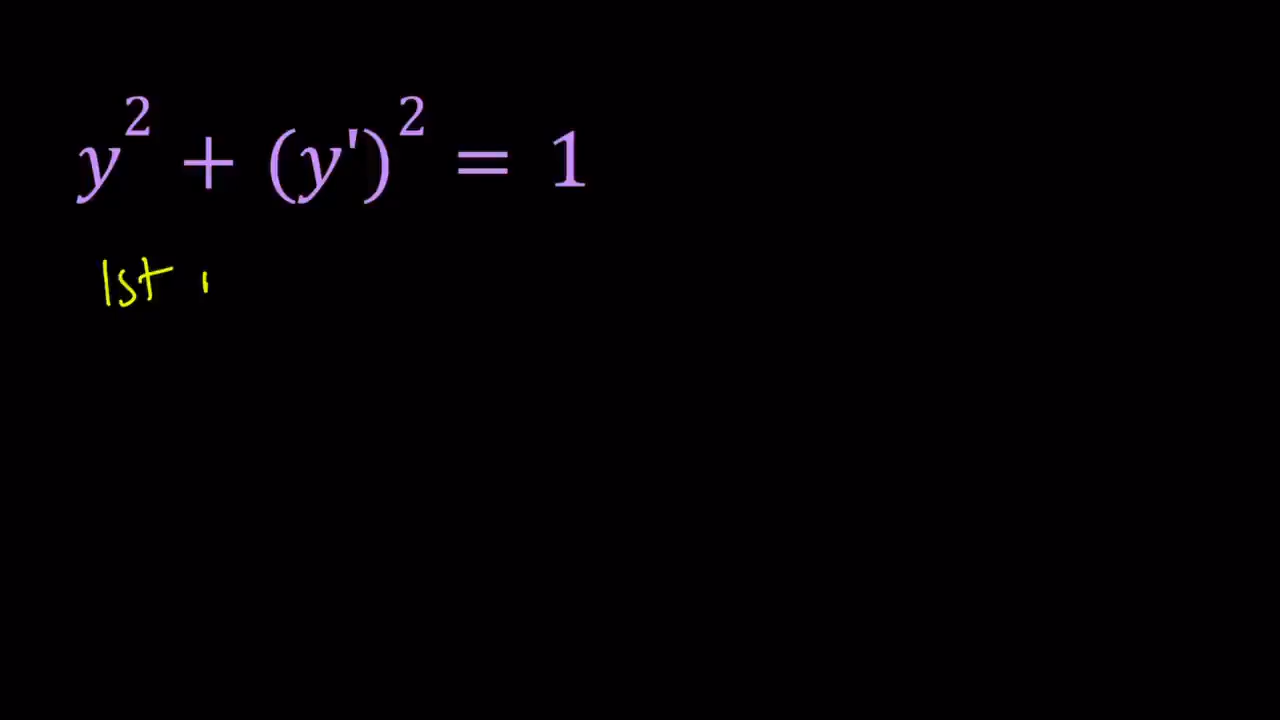 y² + (y')² = 1
1st